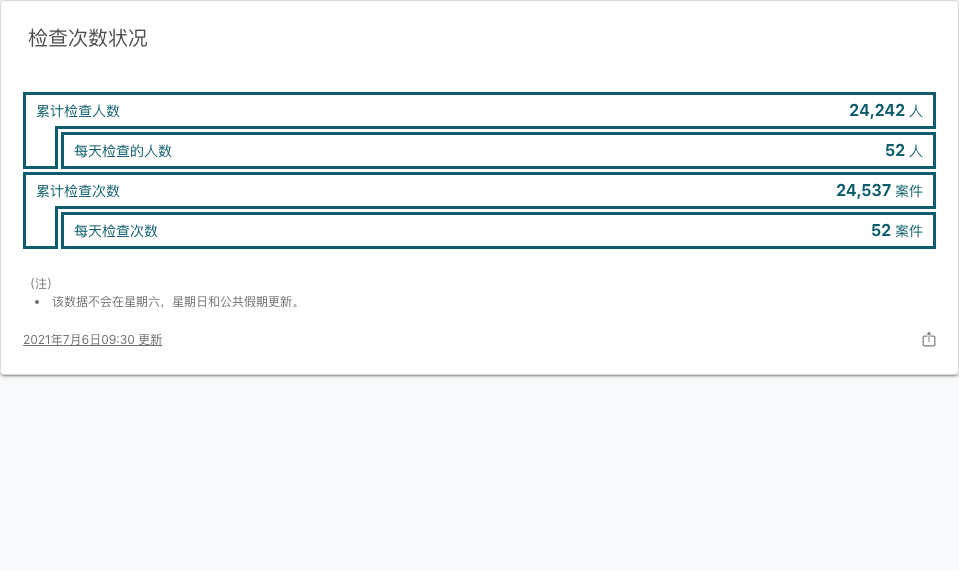 检查次数状况
累计检查人数 24,242 人
每天检查的人数 52 人
累计检查次数 24,537 案件
每天检查次数 52 案件
（注）
• 该数据不会在星期六，星期日和公共假期更新。
2021年7月6日09:30 更新